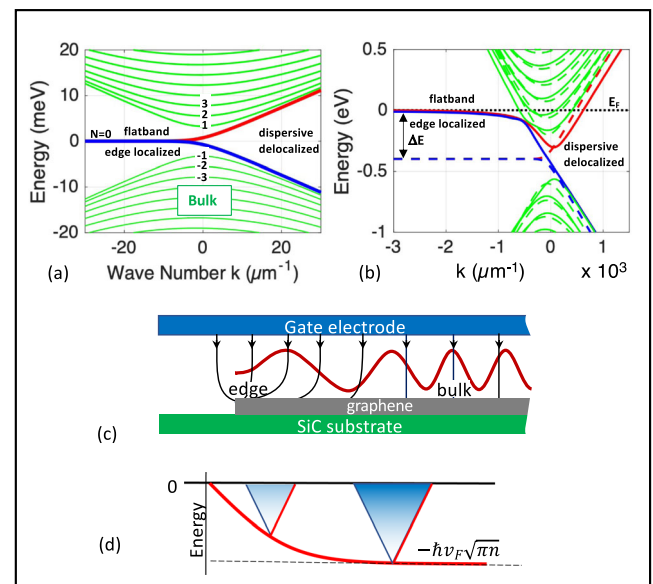 20
10
0
-10
-20
Energy (meV)
N=0
flatband
edge localized
3
2
1
-1
-2
-3
dispersive
delocalized
Bulk
-20
0
20
Wave Number k (µm⁻¹)
(a)
0.5
0
-0.5
-1
Energy (eV)
flatband
E_F
edge localized
ΔE
dispersive
delocalized
-3
-2
-1
0
1
k (µm⁻¹)
x 10³
(b)
Gate electrode
edge
bulk
graphene
SiC substrate
(c)
0
Energy
−ℏv_F√πn
(d)